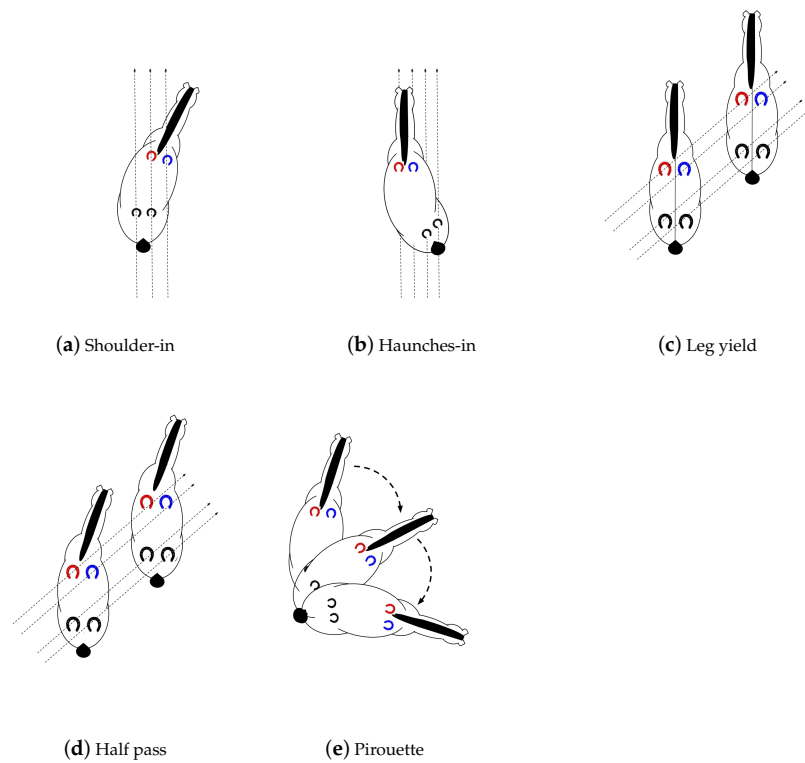 (a) Shoulder-in
(b) Haunches-in
(c) Leg yield
(d) Half pass
(e) Pirouette